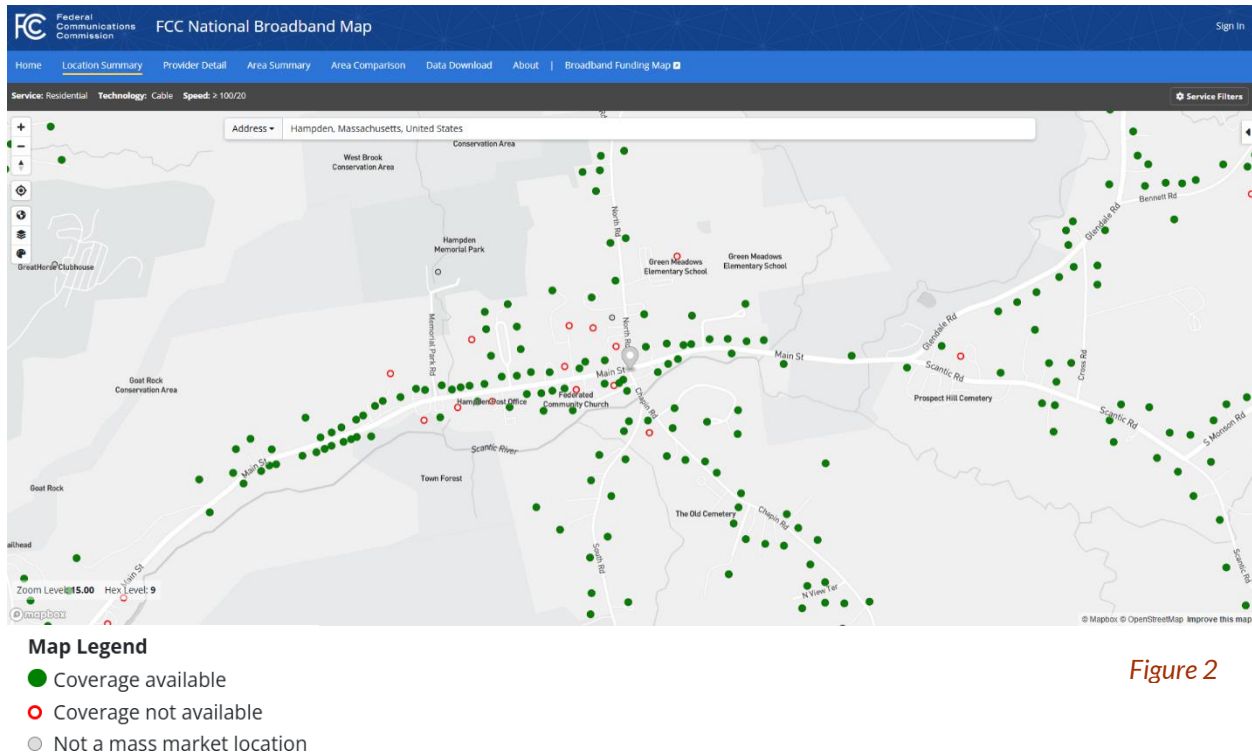 FCC Federal Communications Commission FCC National Broadband Map Sign In
Home Location Summary Provider Detail Area Summary Area Comparison Data Download About | Broadband Funding Map
Service: Residential Technology: Cable Speed: ≥ 100/20 Service Filters
Address Hampden, Massachusetts, United States
Conservation Area
West Brook
Conservation Area
Bennett Rd
North Rd
Glendale Rd
Hampden
Memorial Park
GreatHorse Clubhouse
Green Meadows
Elementary School
Green Meadows
Elementary School
Memorial Park Rd
North Rd
Glendale Rd
Main St
Main St
Scantic Rd
Cross Rd
Goat Rock
Conservation Area
Hampden Post Office
Federated
Community Church
Chapin Rd
Prospect Hill Cemetery
Scantic Rd
S Monson Rd
Scantic River
Main St
Town Forest
Goat Rock
The Old Cemetery
Chapin Rd
ailhead
South Rd
Scantic Rd
Main St
N View Ter
Zoom Level: 15.00 Hex Level: 9
mapbox
© Mapbox © OpenStreetMap Improve this map
Map Legend
Figure 2
Coverage available
Coverage not available
Not a mass market location